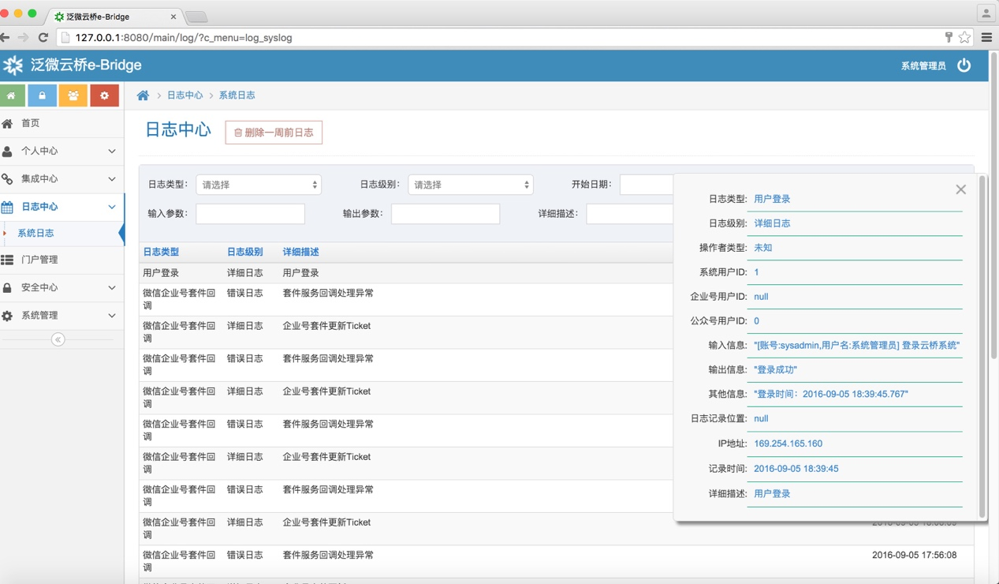 泛微云桥e-Bridge
127.0.0.1:8080/main/log/?c_menu=log_syslog
泛微云桥e-Bridge
系统管理员
日志中心 系统日志
首页
个人中心
集成中心
日志中心
系统日志
门户管理
安全中心
系统管理
日志中心
删除一周前日志
日志类型: 请选择 日志级别: 请选择 开始日期:
输入参数: 输出参数: 详细描述:
日志类型 日志级别 详细描述
用户登录 详细日志 用户登录
微信企业号套件回调 错误日志 套件服务回调处理异常
微信企业号套件回调 详细日志 企业号套件更新Ticket
微信企业号套件回调 错误日志 套件服务回调处理异常
微信企业号套件回调 详细日志 企业号套件更新Ticket
微信企业号套件回调 错误日志 套件服务回调处理异常
微信企业号套件回调 详细日志 企业号套件更新Ticket
微信企业号套件回调 错误日志 套件服务回调处理异常
微信企业号套件回调 详细日志 企业号套件更新Ticket
微信企业号套件回调 错误日志 套件服务回调处理异常 2016-09-05 17:56:08
日志类型: 用户登录
日志级别: 详细日志
操作者类型: 未知
系统用户ID: 1
企业号用户ID: null
公众号用户ID: 0
输入信息: "[账号:sysadmin,用户名:系统管理员] 登录云桥系统"
输出信息: "登录成功"
其他信息: "登录时间：2016-09-05 18:39:45.767"
日志记录位置: null
IP地址: 169.254.165.160
记录时间: 2016-09-05 18:39:45
详细描述: 用户登录